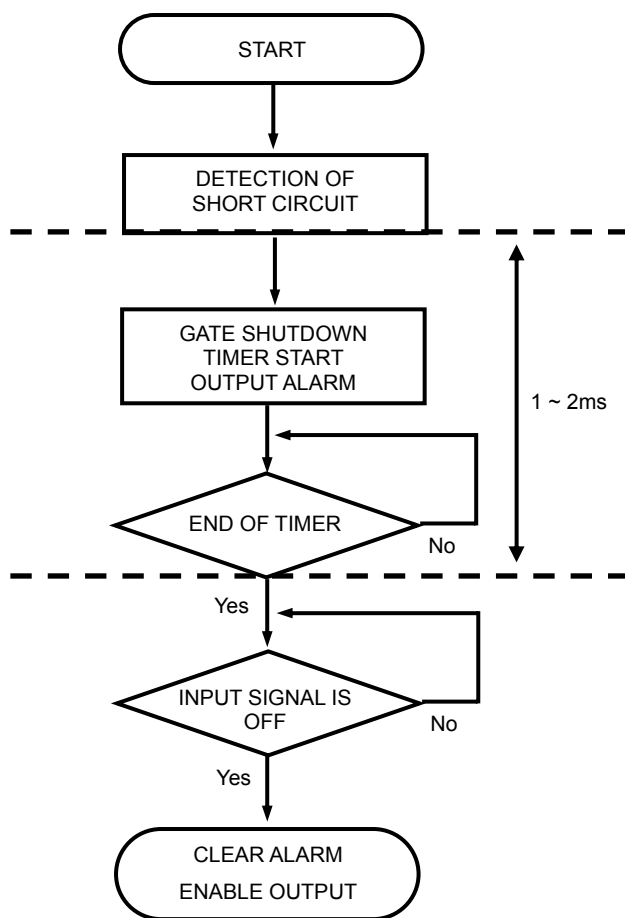 START
DETECTION OF
SHORT CIRCUIT
GATE SHUTDOWN
TIMER START
OUTPUT ALARM
1 ~ 2ms
END OF TIMER
No
Yes
INPUT SIGNAL IS
OFF
No
Yes
CLEAR ALARM
ENABLE OUTPUT